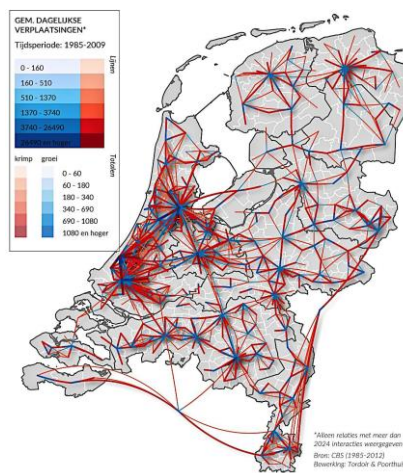 GEM. DAGELIJKSE
VERPLAATSINGEN*
Tijdsperiode: 1985-2009
Lijnen
0 - 160
160 - 510
510 - 1370
1370 - 3740
3740 - 26490
26490 en hoger
Totalen
krimp groei
0 - 60
60 - 180
180 - 340
340 - 690
690 - 1080
1080 en hoger
*Alleen relaties met meer dan
2024 interacties weergegeven
Bron: CBS (1985-2012)
Bewerking: Tordoir & Poorthuis